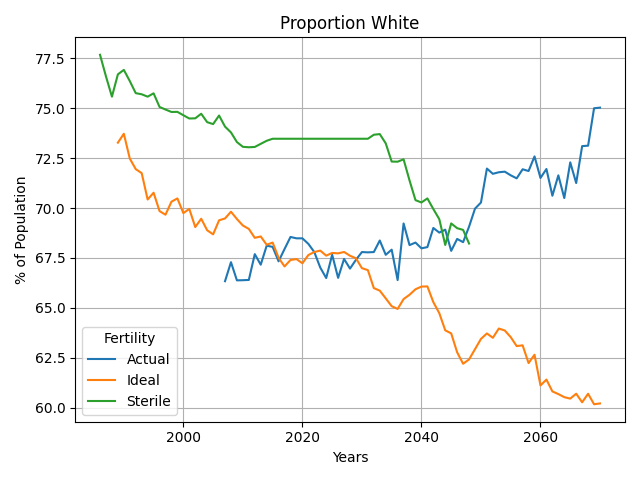 Proportion White
% of Population
77.5
75.0
72.5
70.0
67.5
65.0
62.5
60.0
Fertility
Actual
Ideal
Sterile
2000
2020
2040
2060
Years